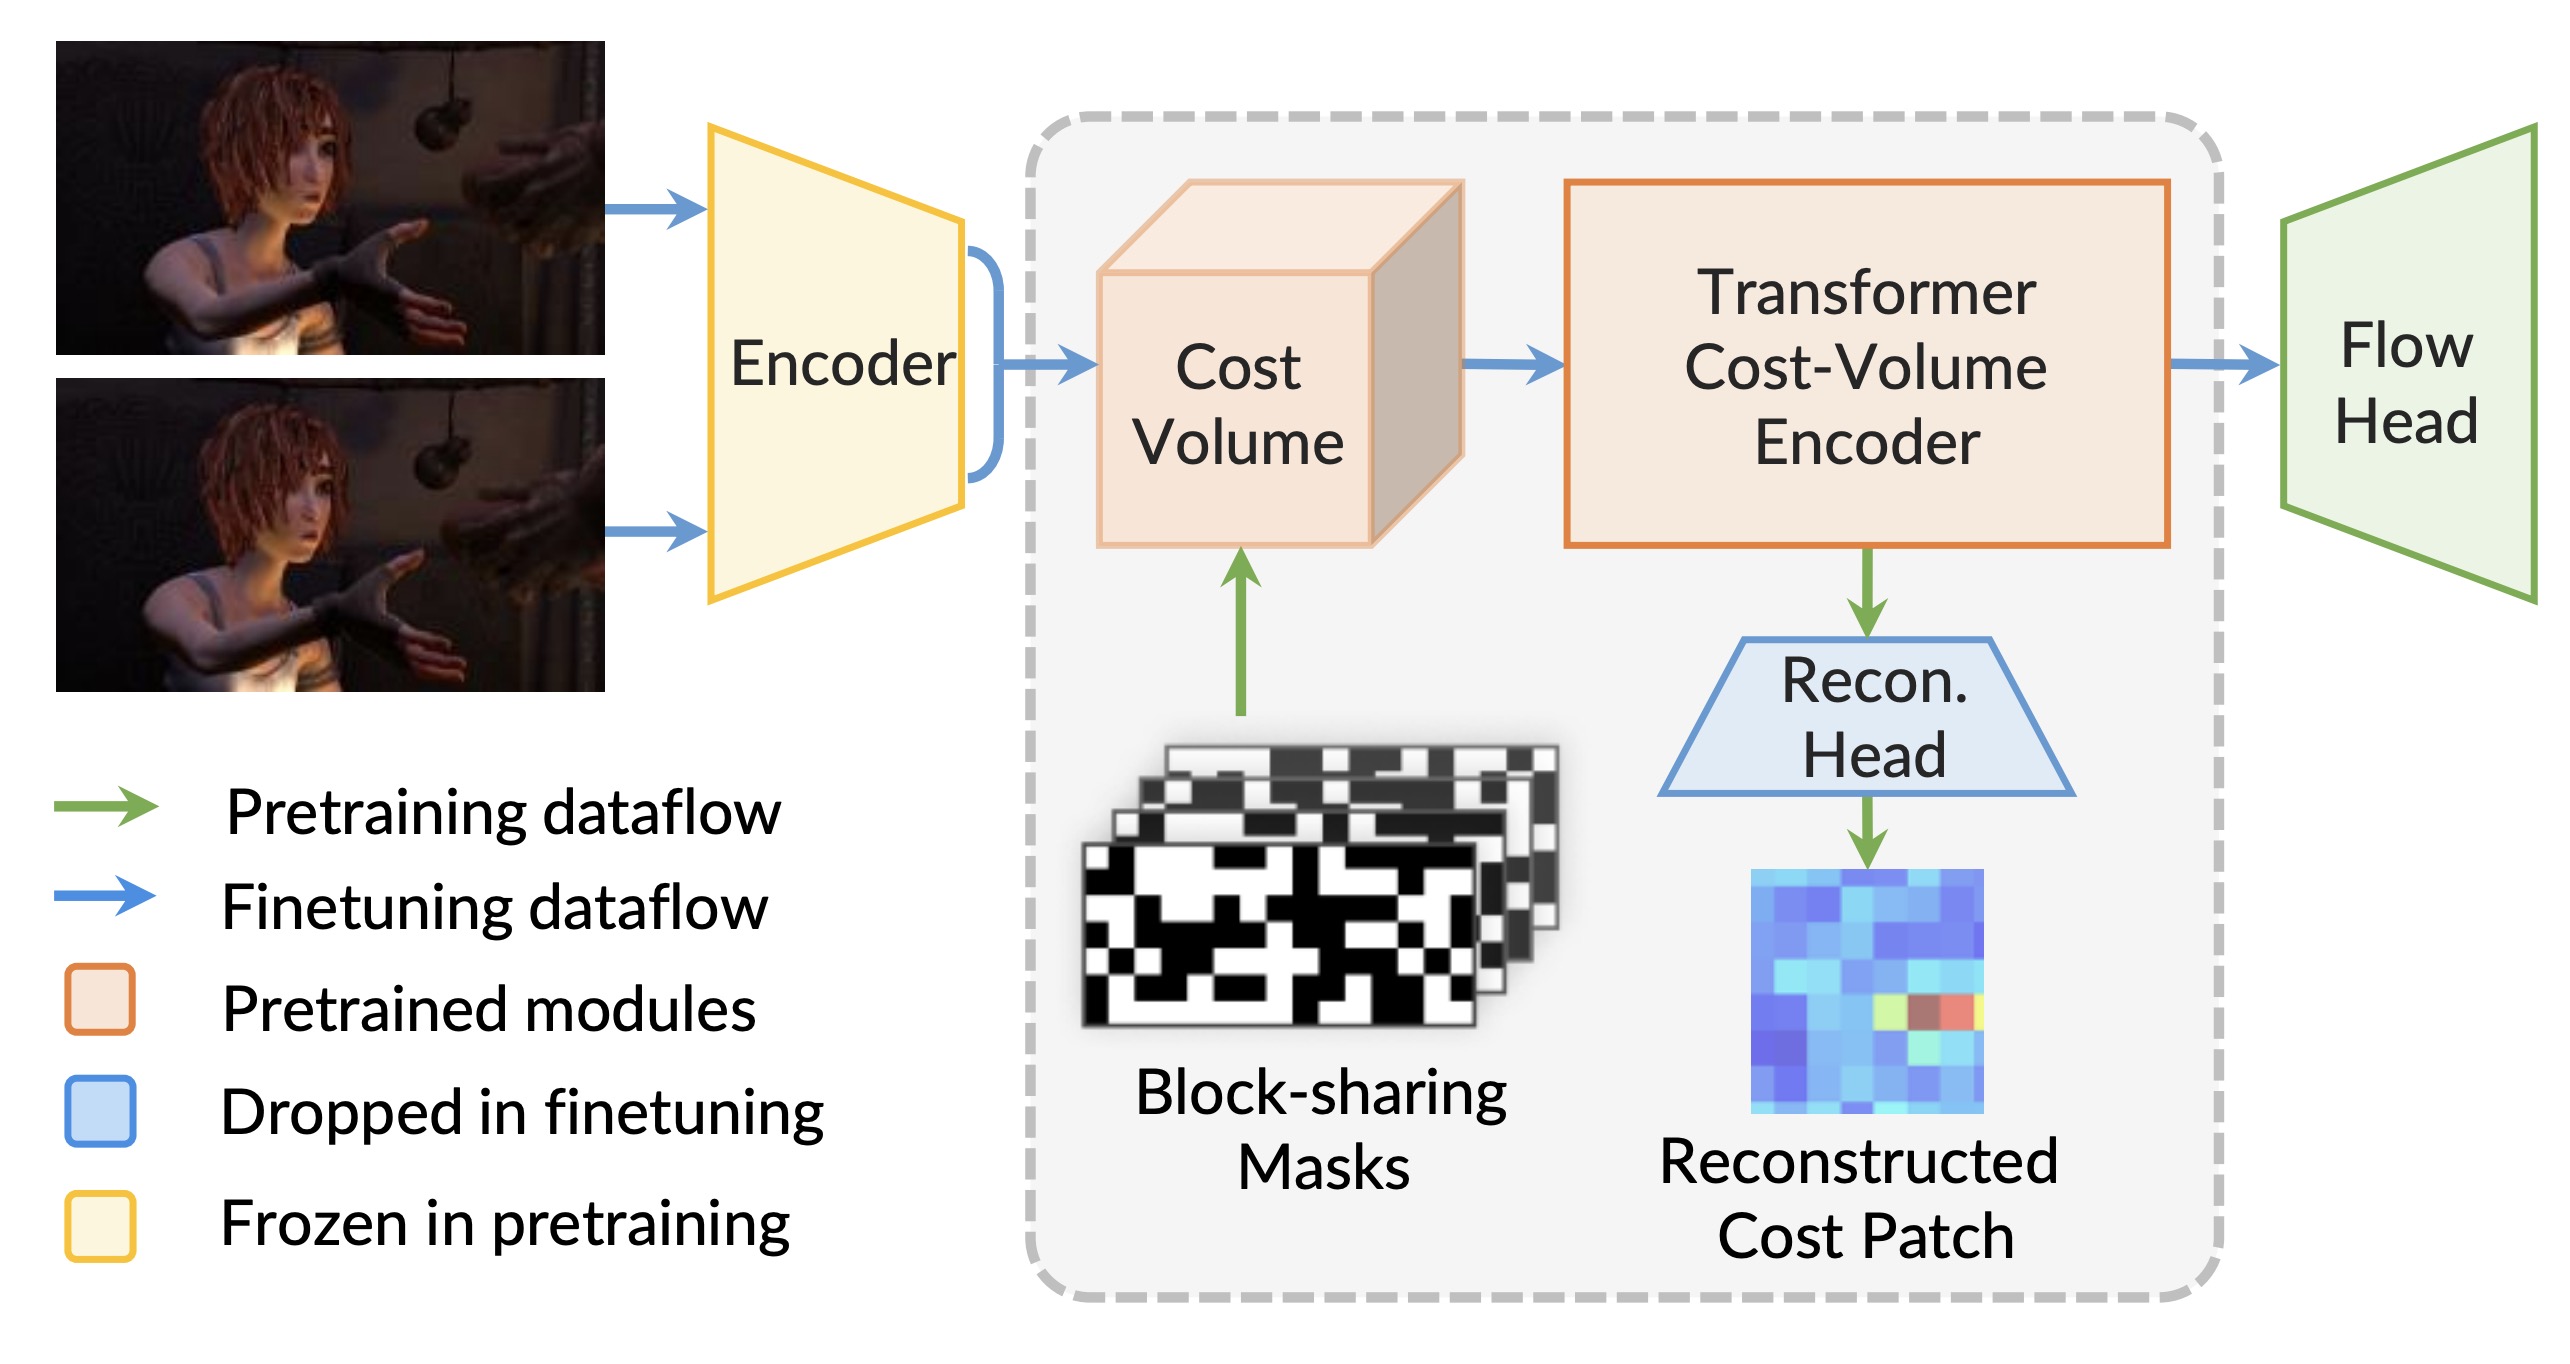 Encoder
Cost
Volume
Transformer
Cost-Volume
Encoder
Flow
Head
Recon.
Head
Block-sharing
Masks
Reconstructed
Cost Patch
Pretraining dataflow
Finetuning dataflow
Pretrained modules
Dropped in finetuning
Frozen in pretraining